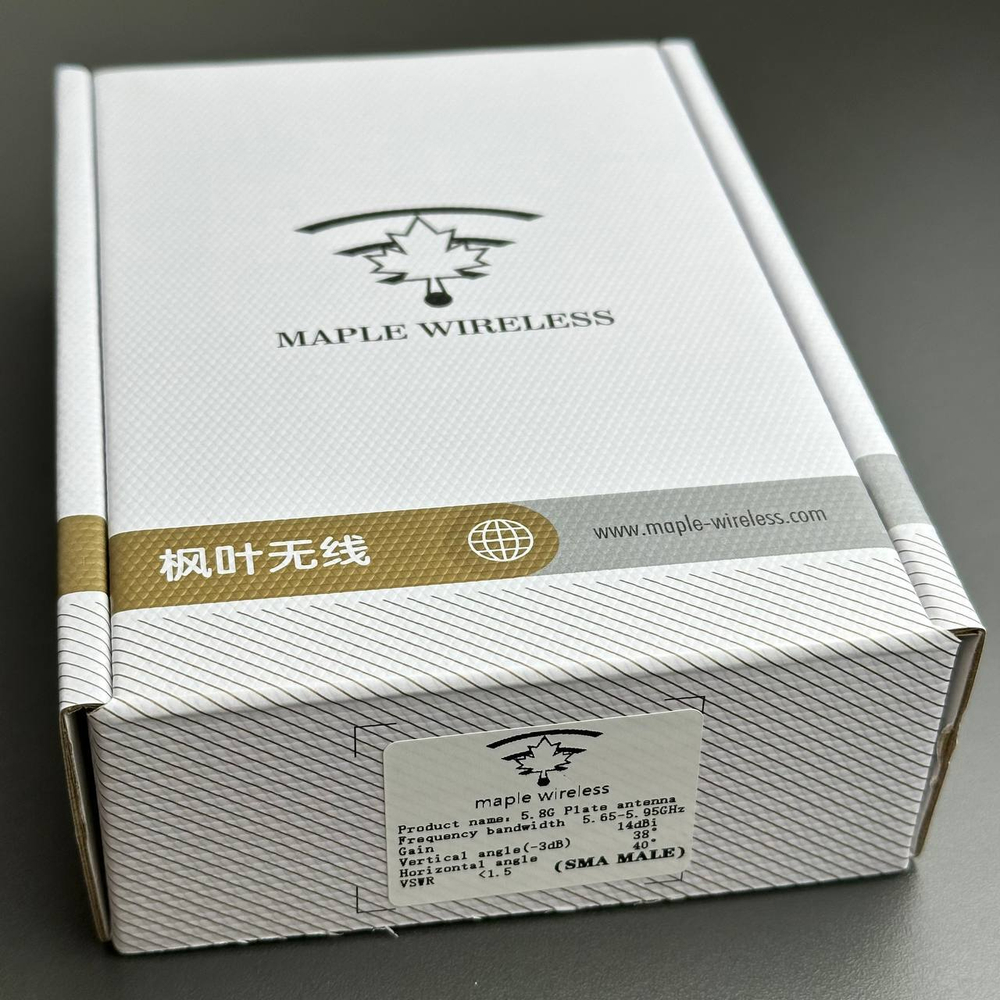 MAPLE WIRELESS
枫叶无线
www.maple-wireless.com
maple wireless
Product name: 5.8G Plate antenna
Frequency bandwidth 5.65-5.95GHz
Gain 14dBi
Vertical angle(-3dB) 38°
Horizontal angle 40°
VSWR <1.5 (SMA MALE)